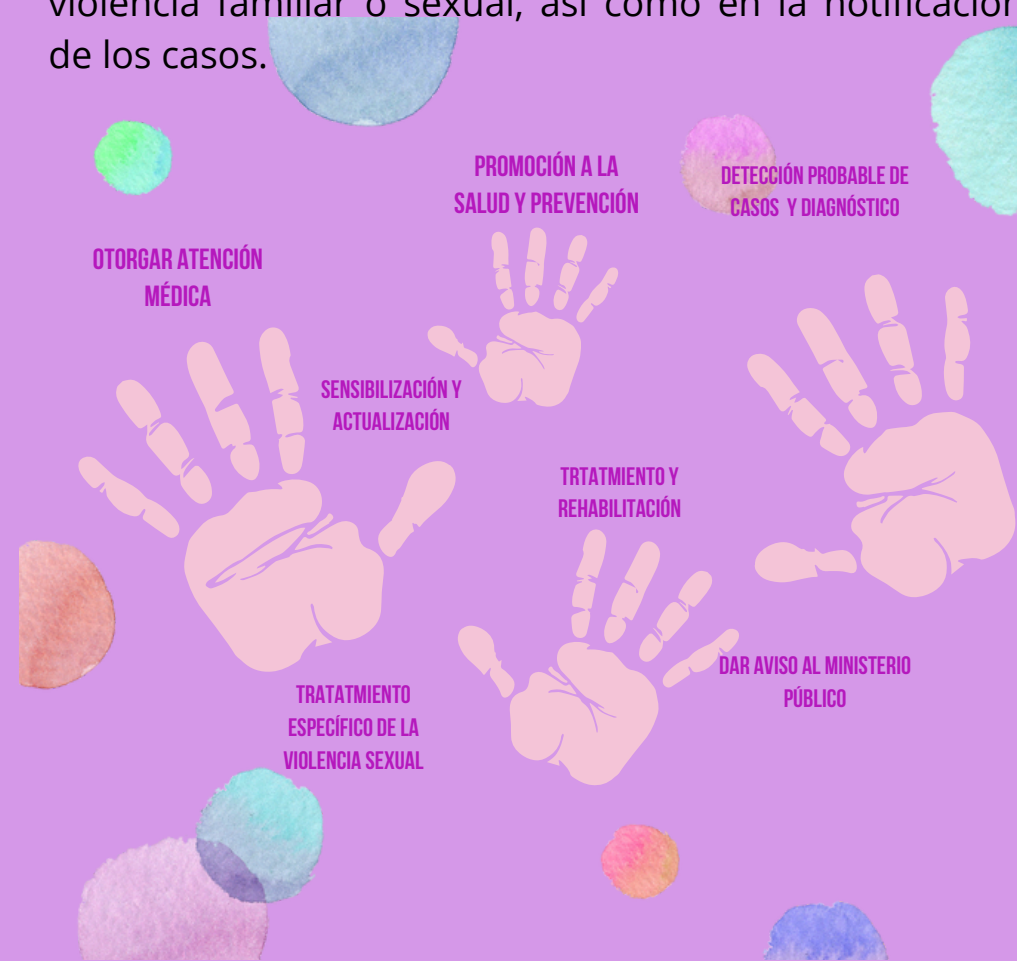 violencia familiar o sexual, así como en la notificación
de los casos.
PROMOCIÓN A LA
SALUD Y PREVENCIÓN
DETECCIÓN PROBABLE DE
CASOS Y DIAGNÓSTICO
OTORGAR ATENCIÓN
MÉDICA
SENSIBILIZACIÓN Y
ACTUALIZACIÓN
TRTATMIENTO Y
REHABILITACIÓN
DAR AVISO AL MINISTERIO
PÚBLICO
TRATATMIENTO
ESPECÍFICO DE LA
VIOLENCIA SEXUAL